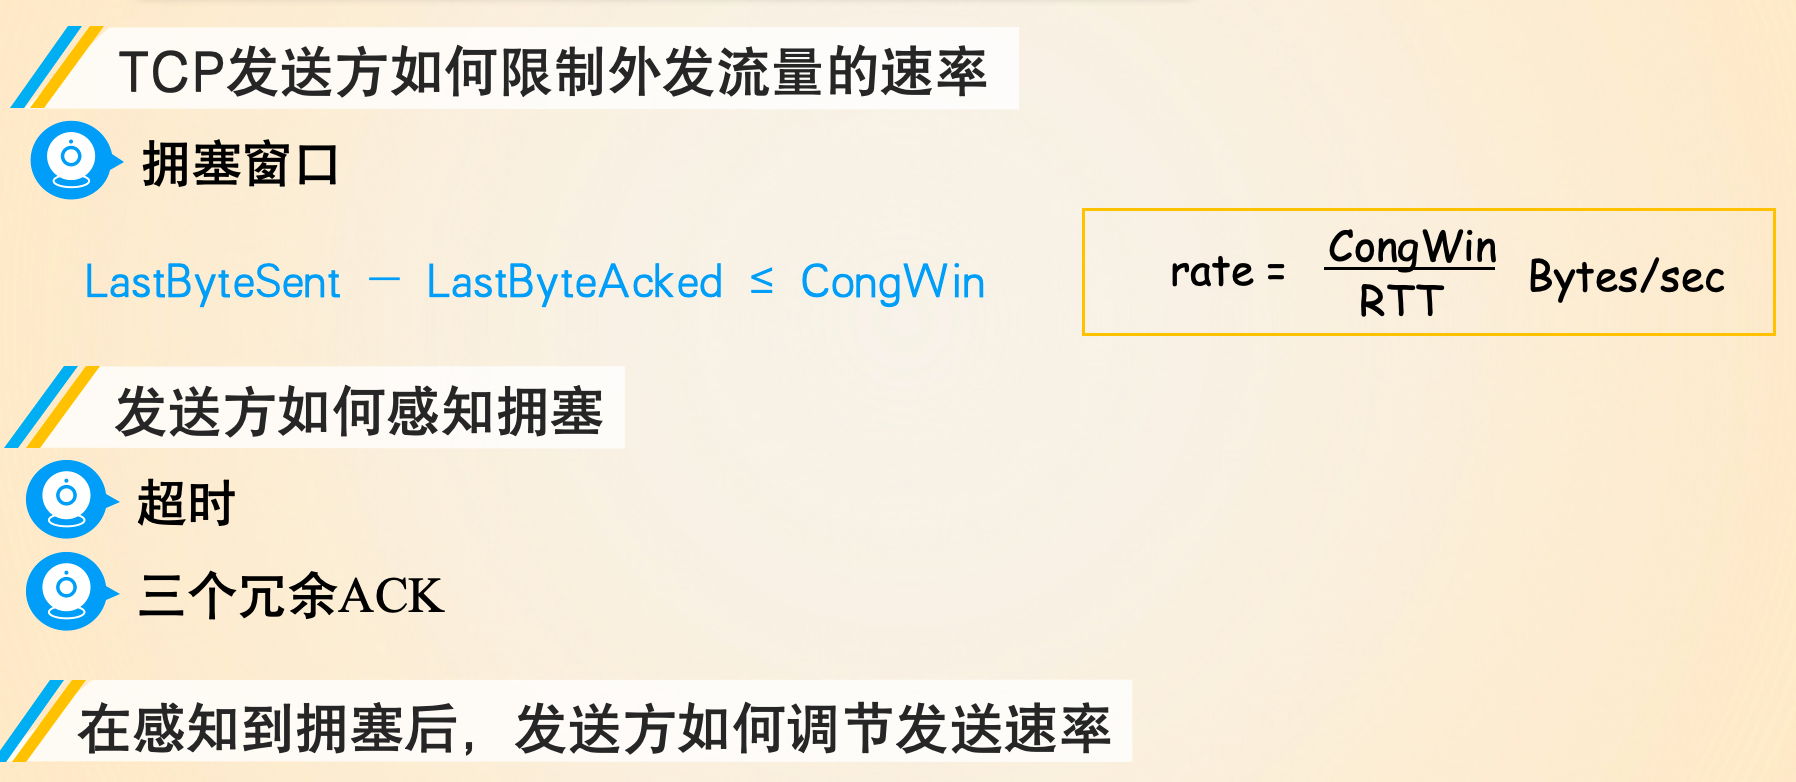 TCP发送方如何限制外发流量的速率
拥塞窗口
LastByteSent － LastByteAcked ≤ CongWin
rate = CongWin
RTT
Bytes/sec
发送方如何感知拥塞
超时
三个冗余ACK
在感知到拥塞后，发送方如何调节发送速率